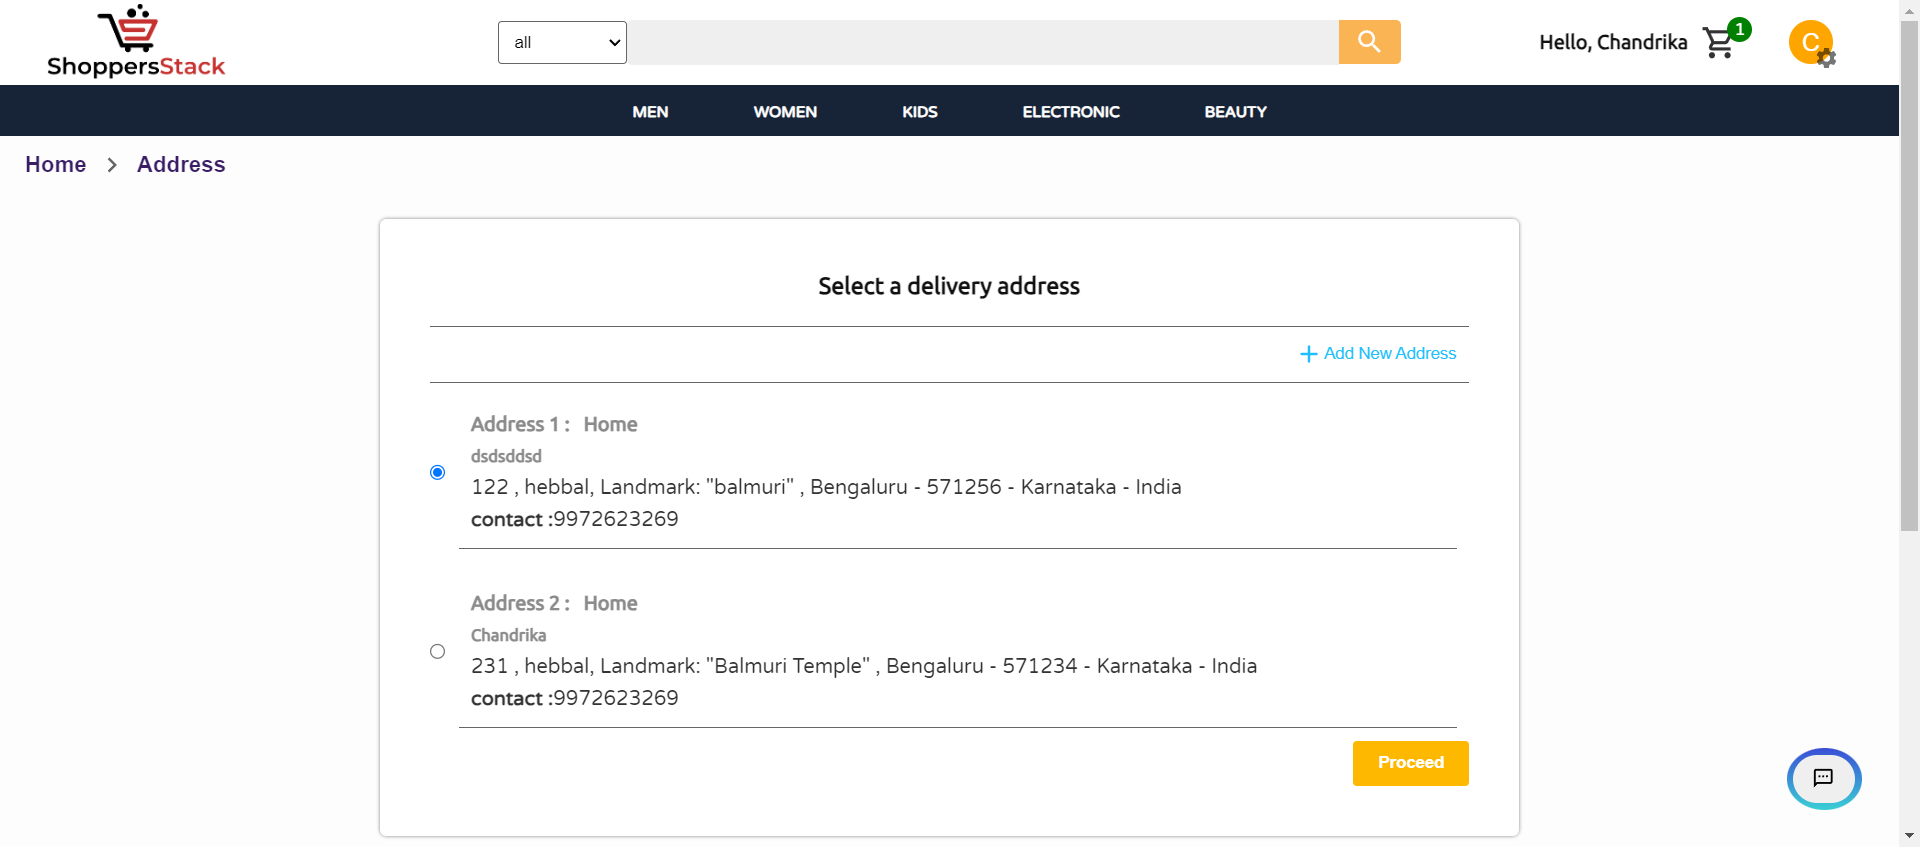 ShoppersStack
all
Hello, Chandrika
1
C
MEN WOMEN KIDS ELECTRONIC BEAUTY
Home > Address
Select a delivery address
+ Add New Address
Address 1 : Home
dsdsddsd
122 , hebbal, Landmark: "balmuri" , Bengaluru - 571256 - Karnataka - India
contact :9972623269
Address 2 : Home
Chandrika
231 , hebbal, Landmark: "Balmuri Temple" , Bengaluru - 571234 - Karnataka - India
contact :9972623269
Proceed